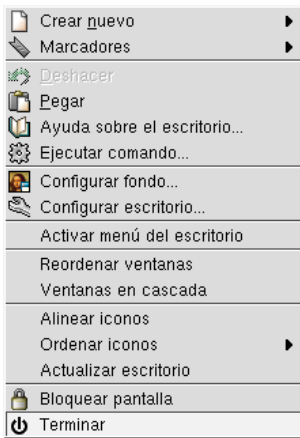 Crear nuevo
Marcadores
Deshacer
Pegar
Ayuda sobre el escritorio...
Ejecutar comando...
Configurar fondo...
Configurar escritorio...
Activar menú del escritorio
Reordenar ventanas
Ventanas en cascada
Alinear iconos
Ordenar iconos
Actualizar escritorio
Bloquear pantalla
Terminar